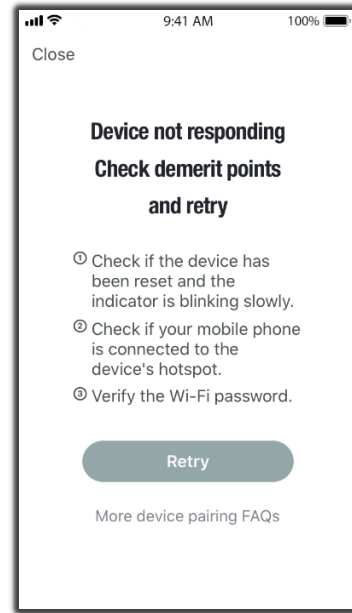 9:41 AM 100%
Close
Device not responding
Check demerit points
and retry
① Check if the device has
been reset and the
indicator is blinking slowly.
② Check if your mobile phone
is connected to the
device's hotspot.
③ Verify the Wi-Fi password.
Retry
More device pairing FAQs